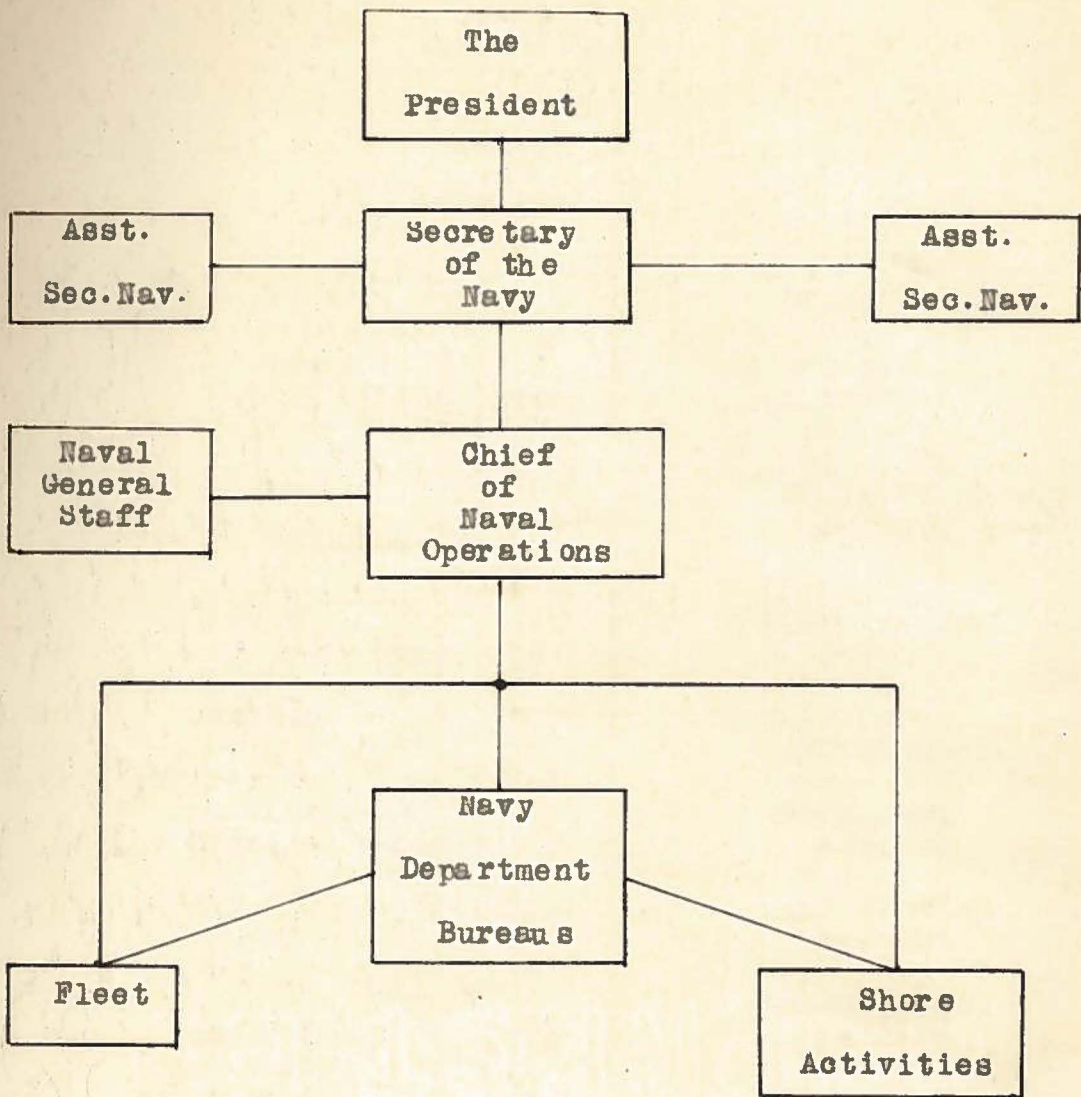 The
President
Asst.
Sec.Nav.
Secretary
of the
Navy
Asst.
Sec.Nav.
Naval
General
Staff
Chief
of
Naval
Operations
Navy
Department
Bureaus
Fleet
Shore
Activities